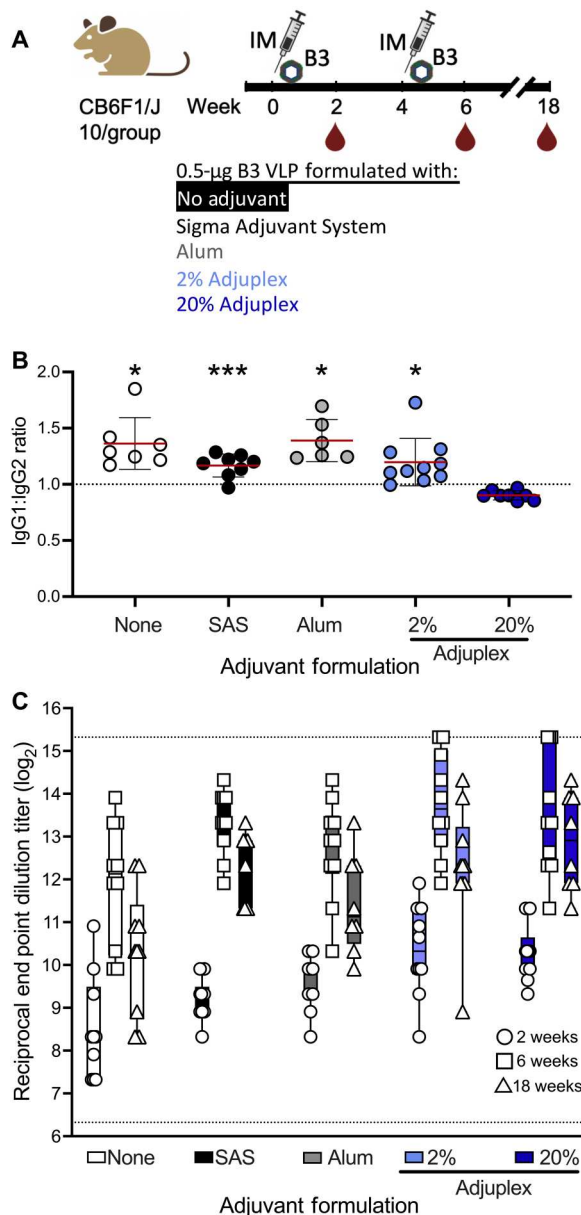 A
IM
B3
IM
B3
CB6F1/J
10/group
Week
0 2 4 6 18
0.5-µg B3 VLP formulated with:
No adjuvant
Sigma Adjuvant System
Alum
2% Adjuplex
20% Adjuplex
B
* *** * *
2.0
1.5
1.0
0.5
0.0
IgG1:IgG2 ratio
None SAS Alum 2% 20%
Adjuplex
Adjuvant formulation
C
16
15
14
13
12
11
10
9
8
7
6
Reciprocal end point dilution titer (log2)
2 weeks
6 weeks
18 weeks
None SAS Alum 2% 20%
Adjuplex
Adjuvant formulation